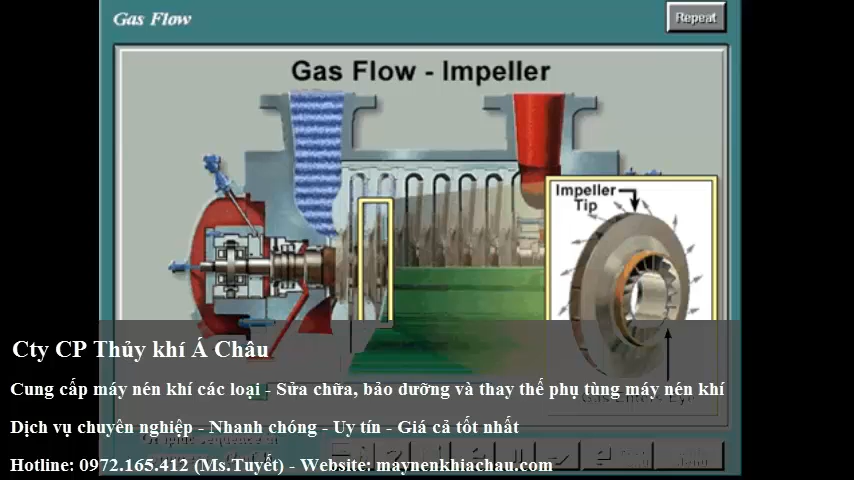 Gas Flow
Repeat
Gas Flow - Impeller
Impeller
Tip
Cty CP Thủy khí Á Châu
Cung cấp máy nén khí các loại - Sửa chữa, bảo dưỡng và thay thế phụ tùng máy nén khí
Dịch vụ chuyên nghiệp - Nhanh chóng - Uy tín - Giá cả tốt nhất
Hotline: 0972.165.412 (Ms.Tuyết) - Website: maynenkhiachau.com